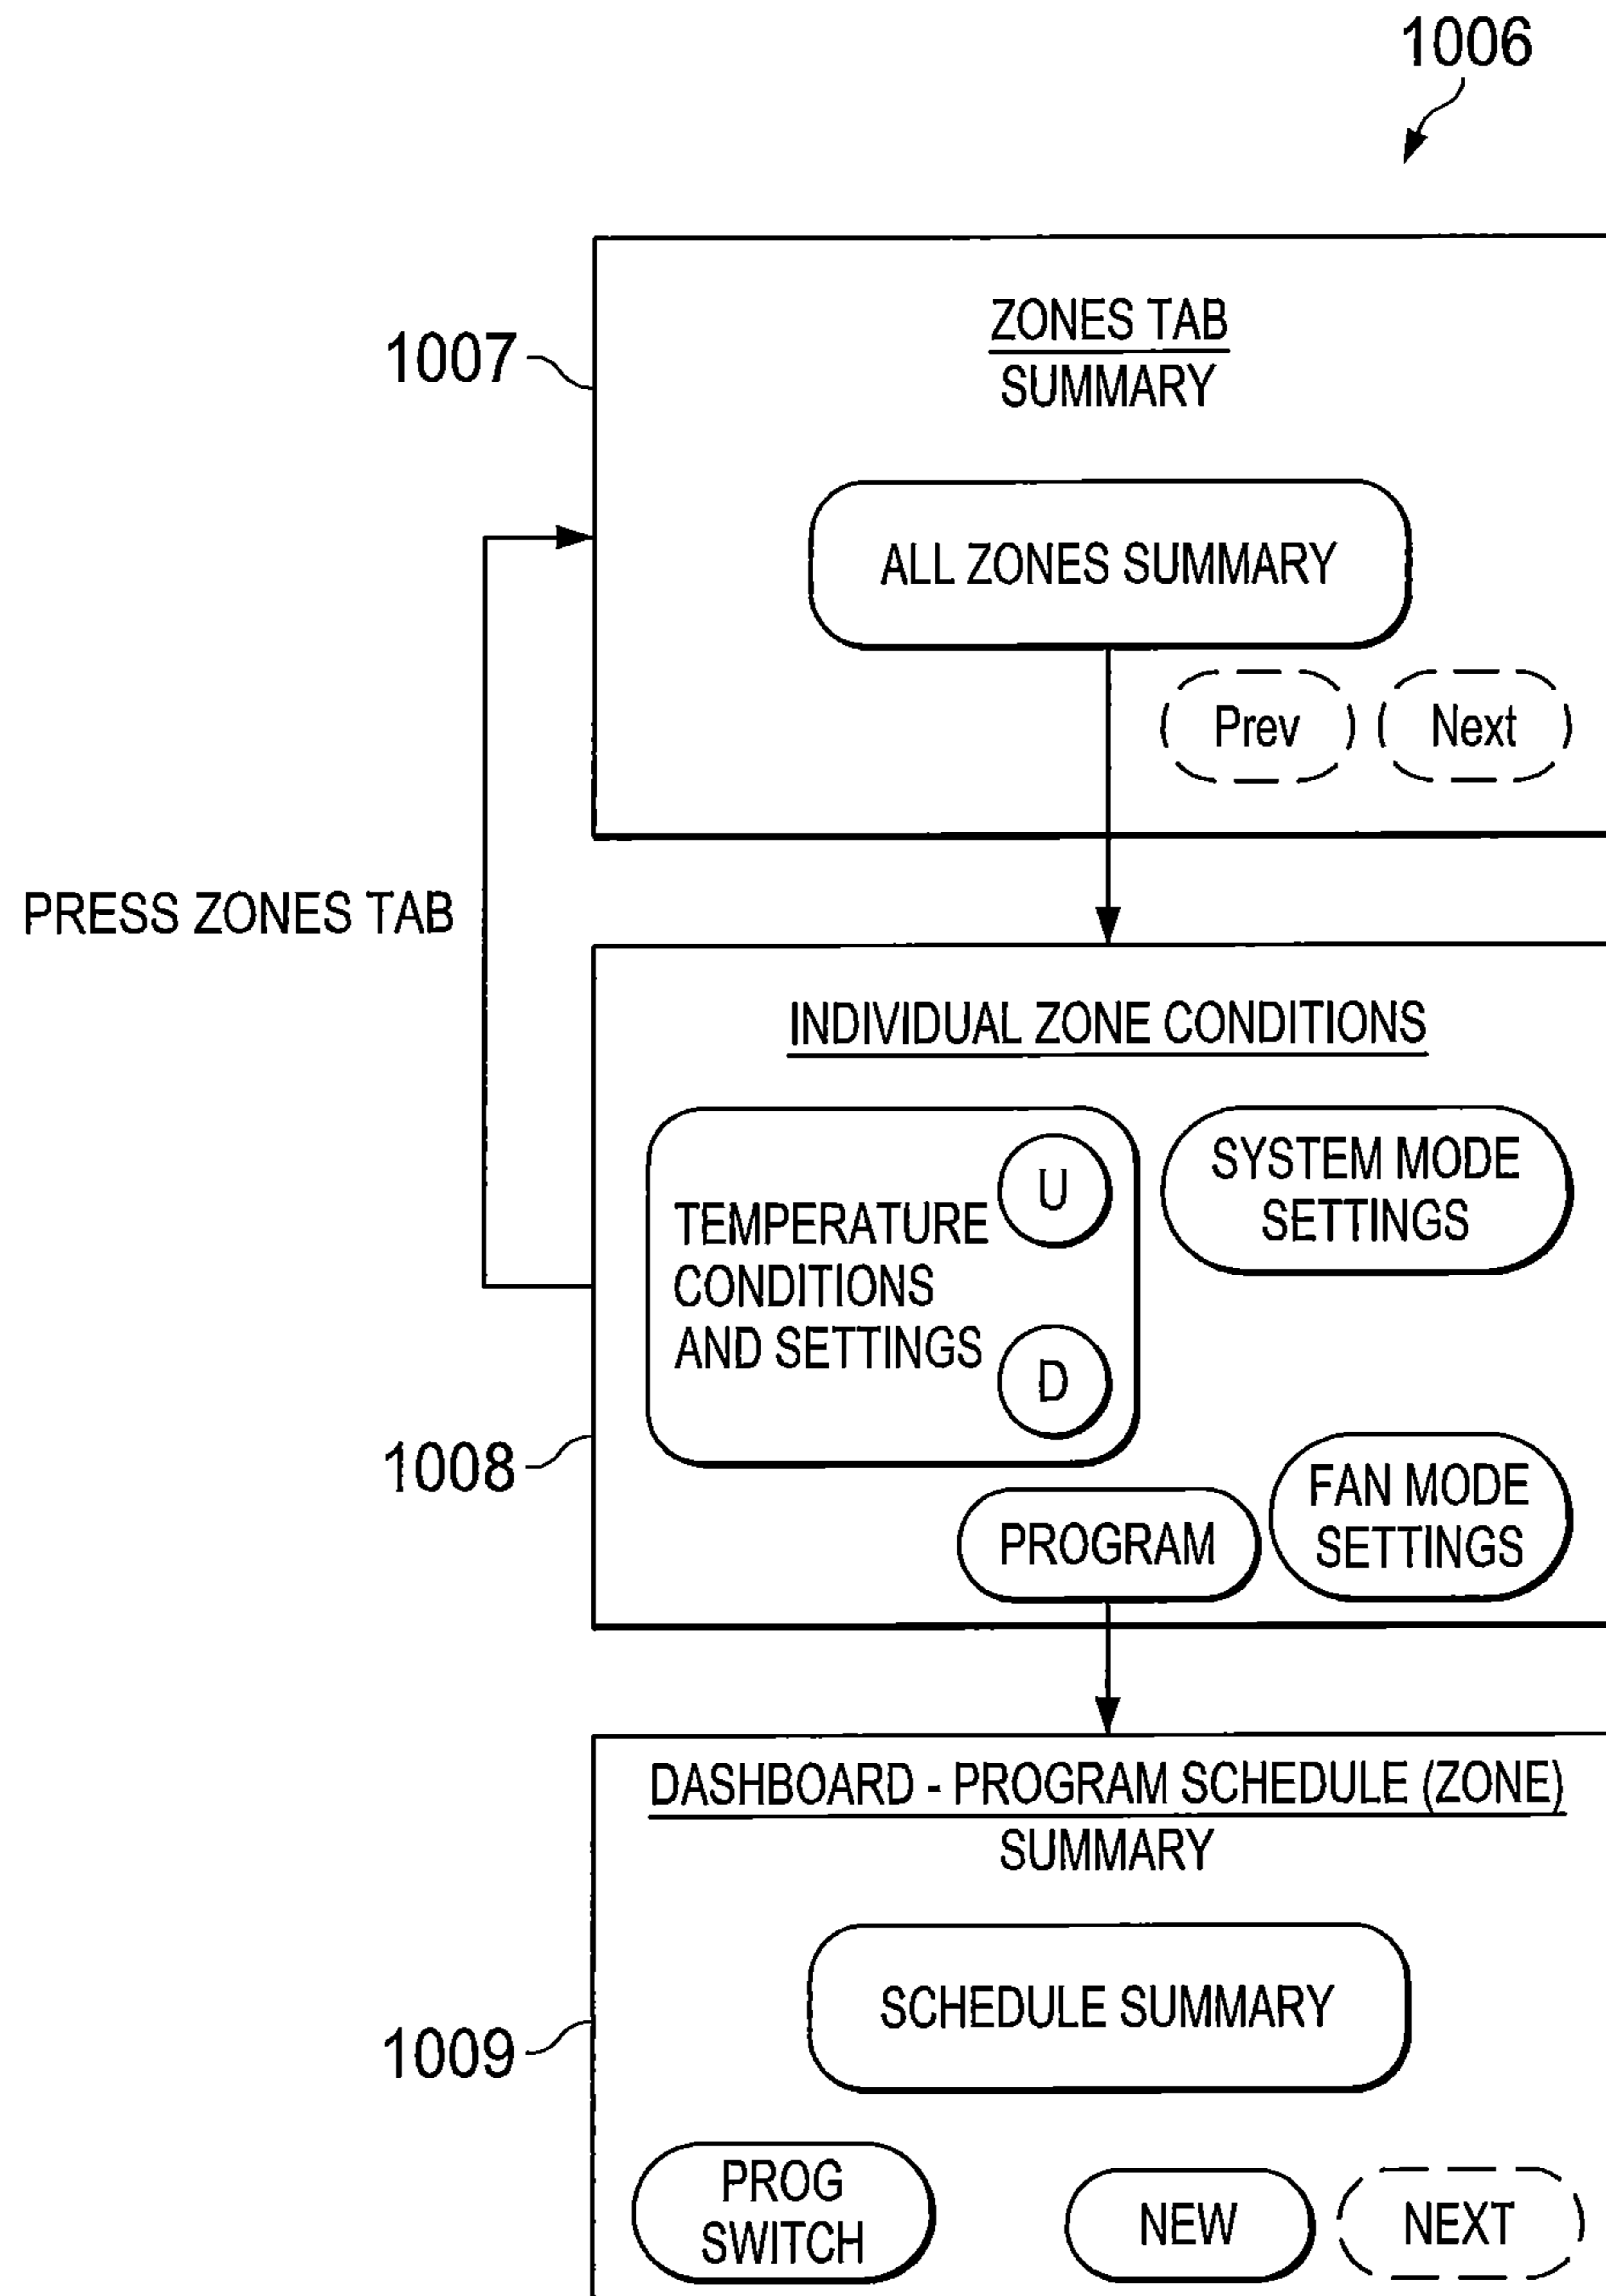 1006
1007
ZONES TAB
SUMMARY
ALL ZONES SUMMARY
Prev
Next
PRESS ZONES TAB
INDIVIDUAL ZONE CONDITIONS
TEMPERATURE
CONDITIONS
AND SETTINGS
U
D
SYSTEM MODE
SETTINGS
1008
PROGRAM
FAN MODE
SETTINGS
DASHBOARD - PROGRAM SCHEDULE (ZONE)
SUMMARY
SCHEDULE SUMMARY
1009
PROG
SWITCH
NEW
NEXT